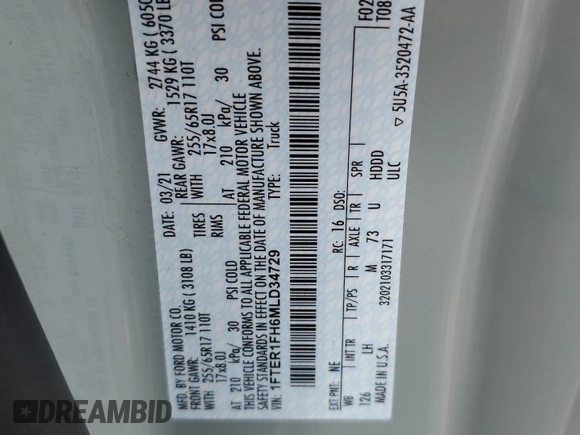 MFD. BY FORD MOTOR CO.
DATE: 03/21 GVWR: 2744 KG ( 6050
FRONT GAWR: 1410 KG ( 3108 LB) REAR GAWR: 1529 KG ( 3370 LB
WITH 255/65R17 110T TIRES WITH 255/65R17 110T
17x8.0J RIMS 17x8.0J
AT 210 kPa/ 30 PSI COLD AT 210 kPa/ 30 PSI COL
THIS VEHICLE CONFORMS TO ALL APPLICABLE FEDERAL MOTOR VEHICLE
SAFETY STANDARDS IN EFFECT ON THE DATE OF MANUFACTURE SHOWN ABOVE.
VIN: 1FTER1FH6MLD34729 TYPE: Truck
F02
T08
EXT PNT: NE RC: 16 DSO:
WB INT TR TP/PS R AXLE TR SPR
126 LH M 73 U HDDD
ULC
3202103317171
MADE IN U.S.A. ▽ 5U5A-3520472-AA
DREAMBID